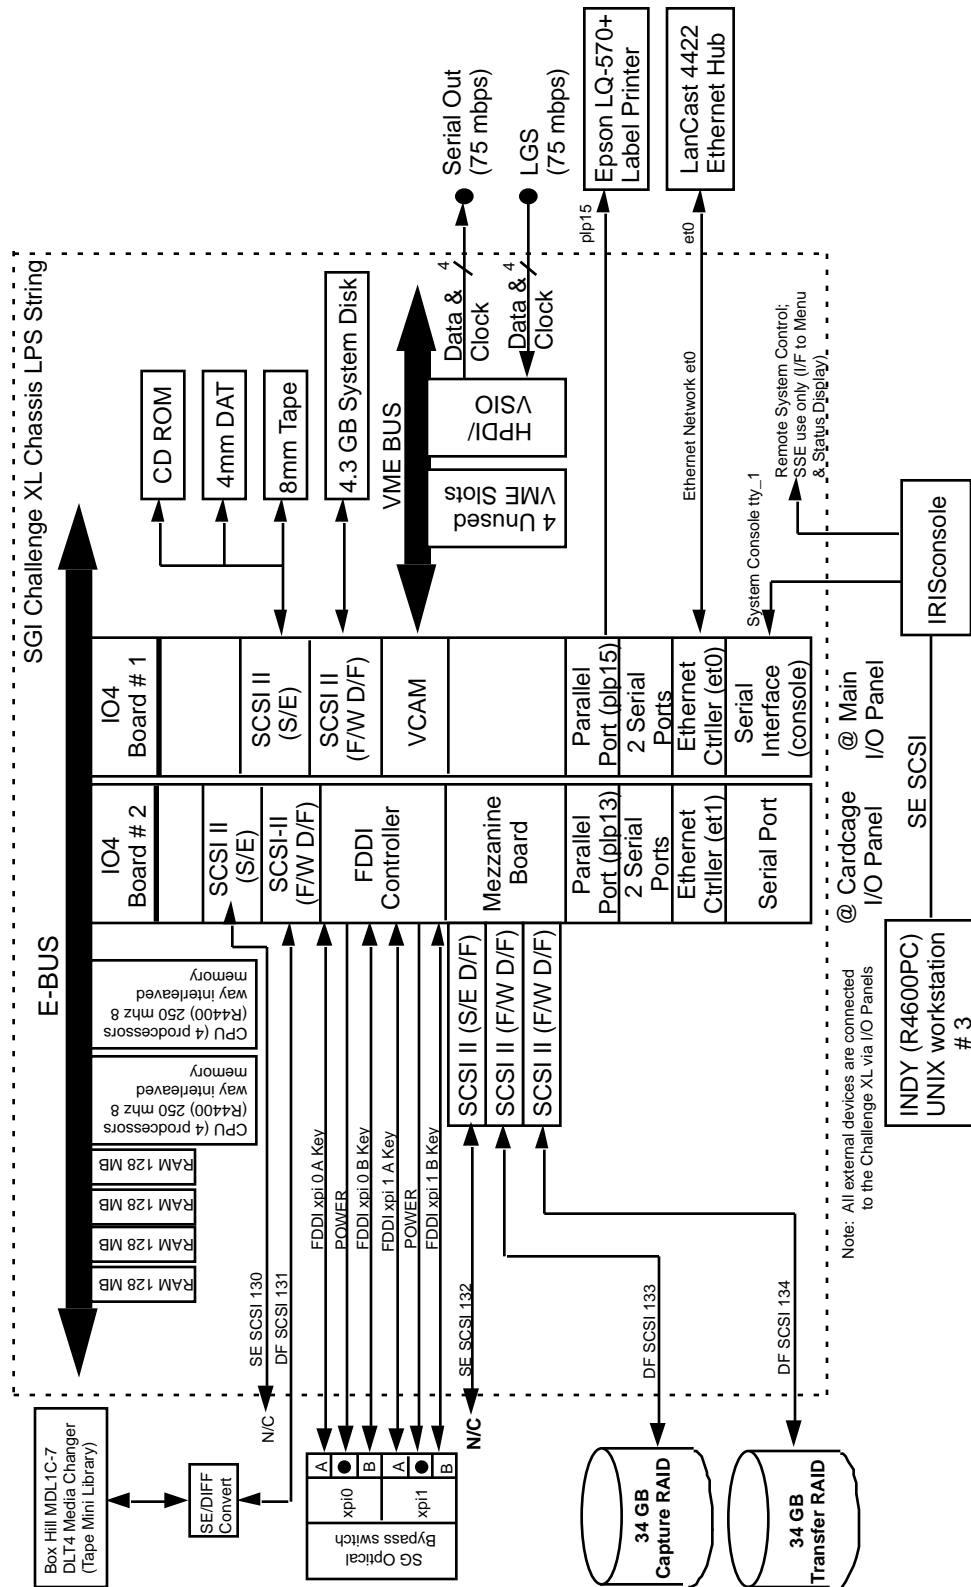 SGI Challenge XL Chassis LPS String
E-BUS
Box Hill MDL1C-7
DLT4 Media Changer
(Tape Mini Library)
SE/DIFF
Convert
N/C
SE SCSI 130
DF SCSI 131
RAM 128 MB
RAM 128 MB
RAM 128 MB
RAM 128 MB
CPU (4 prodcessors
(R4400) 250 mhz 8
way interleaved
memory
CPU (4 prodcessors
(R4400) 250 mhz 8
way interleaved
memory
IO4
Board # 2
SCSI II
(S/E)
SCSI-II
(F/W D/F)
FDDI
Controller
Mezzanine
Board
Parallel
Port (plp13)
2 Serial
Ports
Ethernet
Ctrller (et1)
Serial Port
IO4
Board # 1
SCSI II
(S/E)
SCSI II
(F/W D/F)
VCAM
Parallel
Port (plp15)
2 Serial
Ports
Ethernet
Ctrller (et0)
Serial
Interface
(console)
CD ROM
4mm DAT
8mm Tape
4.3 GB System Disk
VME BUS
4 Unused
VME Slots
HPDI/
VSIO
Data &
Clock
4
Serial Out
(75 mbps)
Data &
Clock
4
LGS
(75 mbps)
plp15
Epson LQ-570+
Label Printer
Ethernet Network et0
et0
LanCast 4422
Ethernet Hub
System Console tty_1
Remote System Control;
SSE use only (I/F to Menu
& Status Display)
IRISconsole
SE SCSI
INDY (R4600PC)
UNIX workstation
# 3
@ Cardcage
I/O Panel
@ Main
I/O Panel
Note: All external devices are connected
to the Challenge XL via I/O Panels
SG Optical
Bypass switch
xpi0
xpi1
A
B
A
B
FDDI xpi 0 A Key
POWER
FDDI xpi 0 B Key
FDDI xpi 1 A Key
POWER
FDDI xpi 1 B Key
SCSI II (S/E D/F)
SCSI II (F/W D/F)
SCSI II (F/W D/F)
N/C
SE SCSI 132
DF SCSI 133
DF SCSI 134
34 GB
Capture RAID
34 GB
Transfer RAID